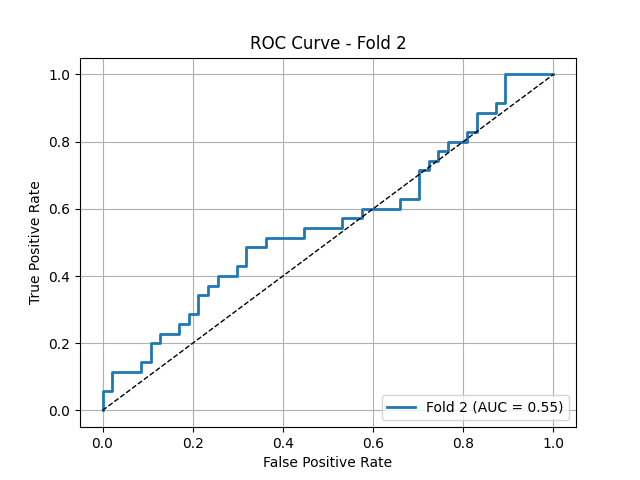 ROC Curve - Fold 2
True Positive Rate
1.0
0.8
0.6
0.4
0.2
0.0
Fold 2 (AUC = 0.55)
0.0 0.2 0.4 0.6 0.8 1.0
False Positive Rate